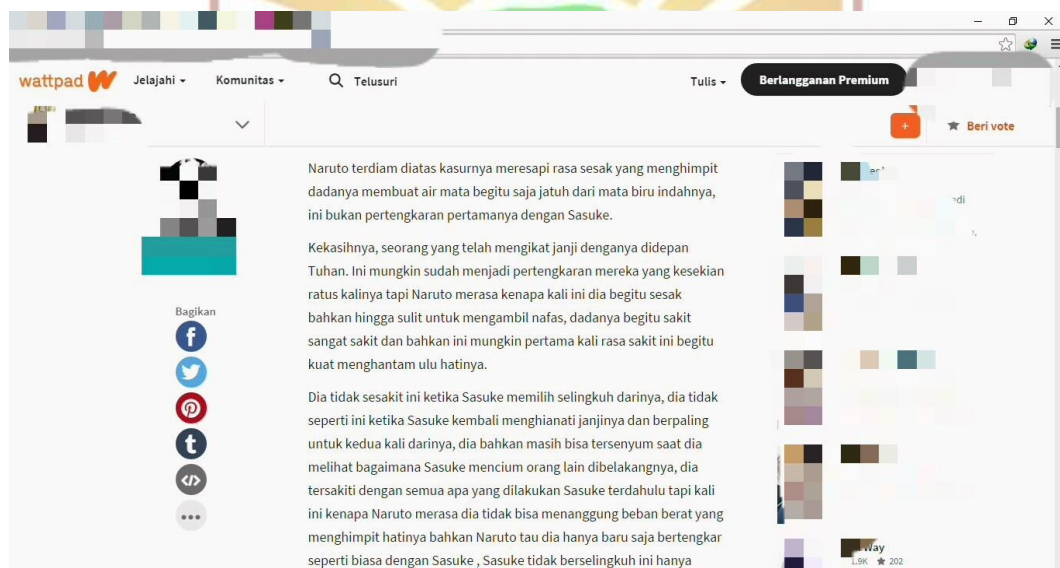 wattpad
Jelajahi
Komunitas
Telusuri
Tulis
Berlangganan Premium
+
Beri vote
Naruto terdiam diatas kasurnya meresapi rasa sesak yang menghimpit
dadanya membuat air mata begitu saja jatuh dari mata biru indahnya,
ini bukan pertengkaran pertamanya dengan Sasuke.
Kekasihnya, seorang yang telah mengikat janji denganya didepan
Tuhan. Ini mungkin sudah menjadi pertengkaran mereka yang kesekian
ratus kalinya tapi Naruto merasa kenapa kali ini dia begitu sesak
bahkan hingga sulit untuk mengambil nafas, dadanya begitu sakit
sangat sakit dan bahkan ini mungkin pertama kali rasa sakit ini begitu
kuat menghantam ulu hatinya.
Dia tidak sesakit ini ketika Sasuke memilih selingkuh darinya, dia tidak
seperti ini ketika Sasuke kembali menghianati janjinya dan berpaling
untuk kedua kali darinya, dia bahkan masih bisa tersenyum saat dia
melihat bagaimana Sasuke mencium orang lain dibelakangnya, dia
tersakiti dengan semua apa yang dilakukan Sasuke terdahulu tapi kali
ini kenapa Naruto merasa dia tidak bisa menanggung beban berat yang
menghimpit hatinya bahkan Naruto tau dia hanya baru saja bertengkar
seperti biasa dengan Sasuke , Sasuke tidak berselingkuh ini hanya
Bagikan
Way
1.9K ★ 202